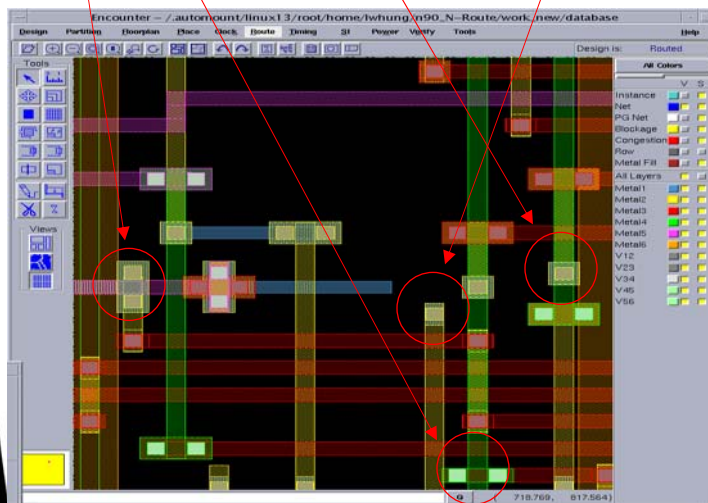 Encounter - /.automount/linux13/root/home/lwhung/n90_N-Route/work_new/database
Design Partition Floorplan Place Clock Route Timing SI Power Verify Tools Help
Design is: Routed
Tools
All Colors
V S
Instance
Net
PG Net
Blockage
Congestion
Row
Metal Fill
All Layers
Metal1
Metal2
Metal3
Metal4
Metal5
Metal6
V12
V23
V34
V45
V56
Views
Q 718.769, 817.564)